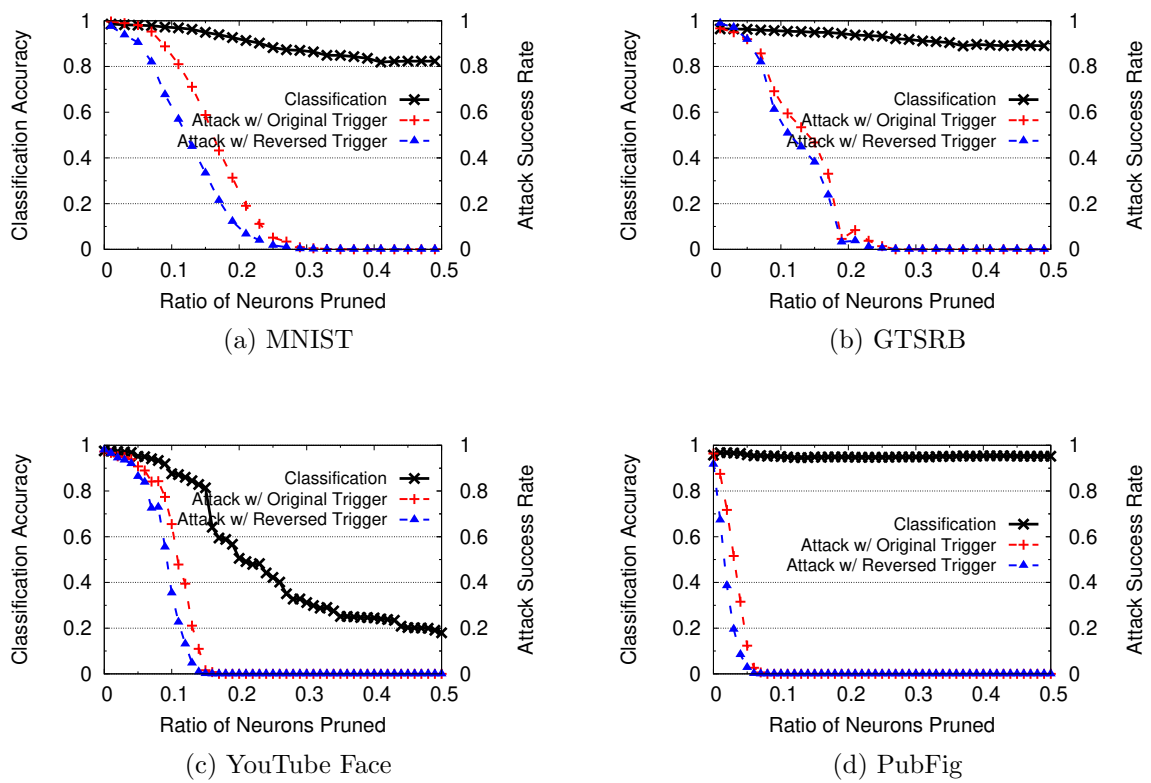 Classification Accuracy
Attack Success Rate
1
0.8
0.6
0.4
0.2
0
1
0.8
0.6
0.4
0.2
0
Classification
Attack w/ Original Trigger
Attack w/ Reversed Trigger
0 0.1 0.2 0.3 0.4 0.5
Ratio of Neurons Pruned
(a) MNIST
Classification Accuracy
Attack Success Rate
1
0.8
0.6
0.4
0.2
0
1
0.8
0.6
0.4
0.2
0
Classification
Attack w/ Original Trigger
Attack w/ Reversed Trigger
0 0.1 0.2 0.3 0.4 0.5
Ratio of Neurons Pruned
(b) GTSRB
Classification Accuracy
Attack Success Rate
1
0.8
0.6
0.4
0.2
0
1
0.8
0.6
0.4
0.2
0
Classification
Attack w/ Original Trigger
Attack w/ Reversed Trigger
0 0.1 0.2 0.3 0.4 0.5
Ratio of Neurons Pruned
(c) YouTube Face
Classification Accuracy
Attack Success Rate
1
0.8
0.6
0.4
0.2
0
1
0.8
0.6
0.4
0.2
0
Classification
Attack w/ Original Trigger
Attack w/ Reversed Trigger
0 0.1 0.2 0.3 0.4 0.5
Ratio of Neurons Pruned
(d) PubFig